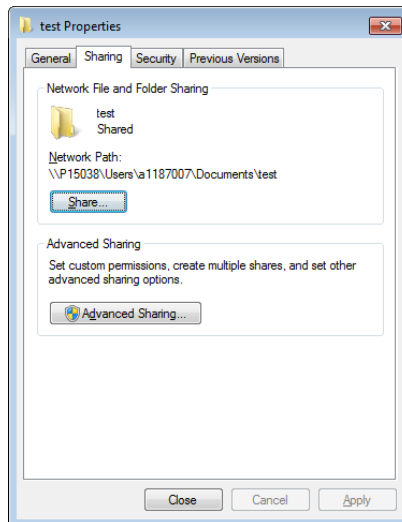 test Properties
General Sharing Security Previous Versions
Network File and Folder Sharing
test
Shared
Network Path:
\\P15038\Users\a1187007\Documents\test
Share...
Advanced Sharing
Set custom permissions, create multiple shares, and set other
advanced sharing options.
Advanced Sharing...
Close Cancel Apply